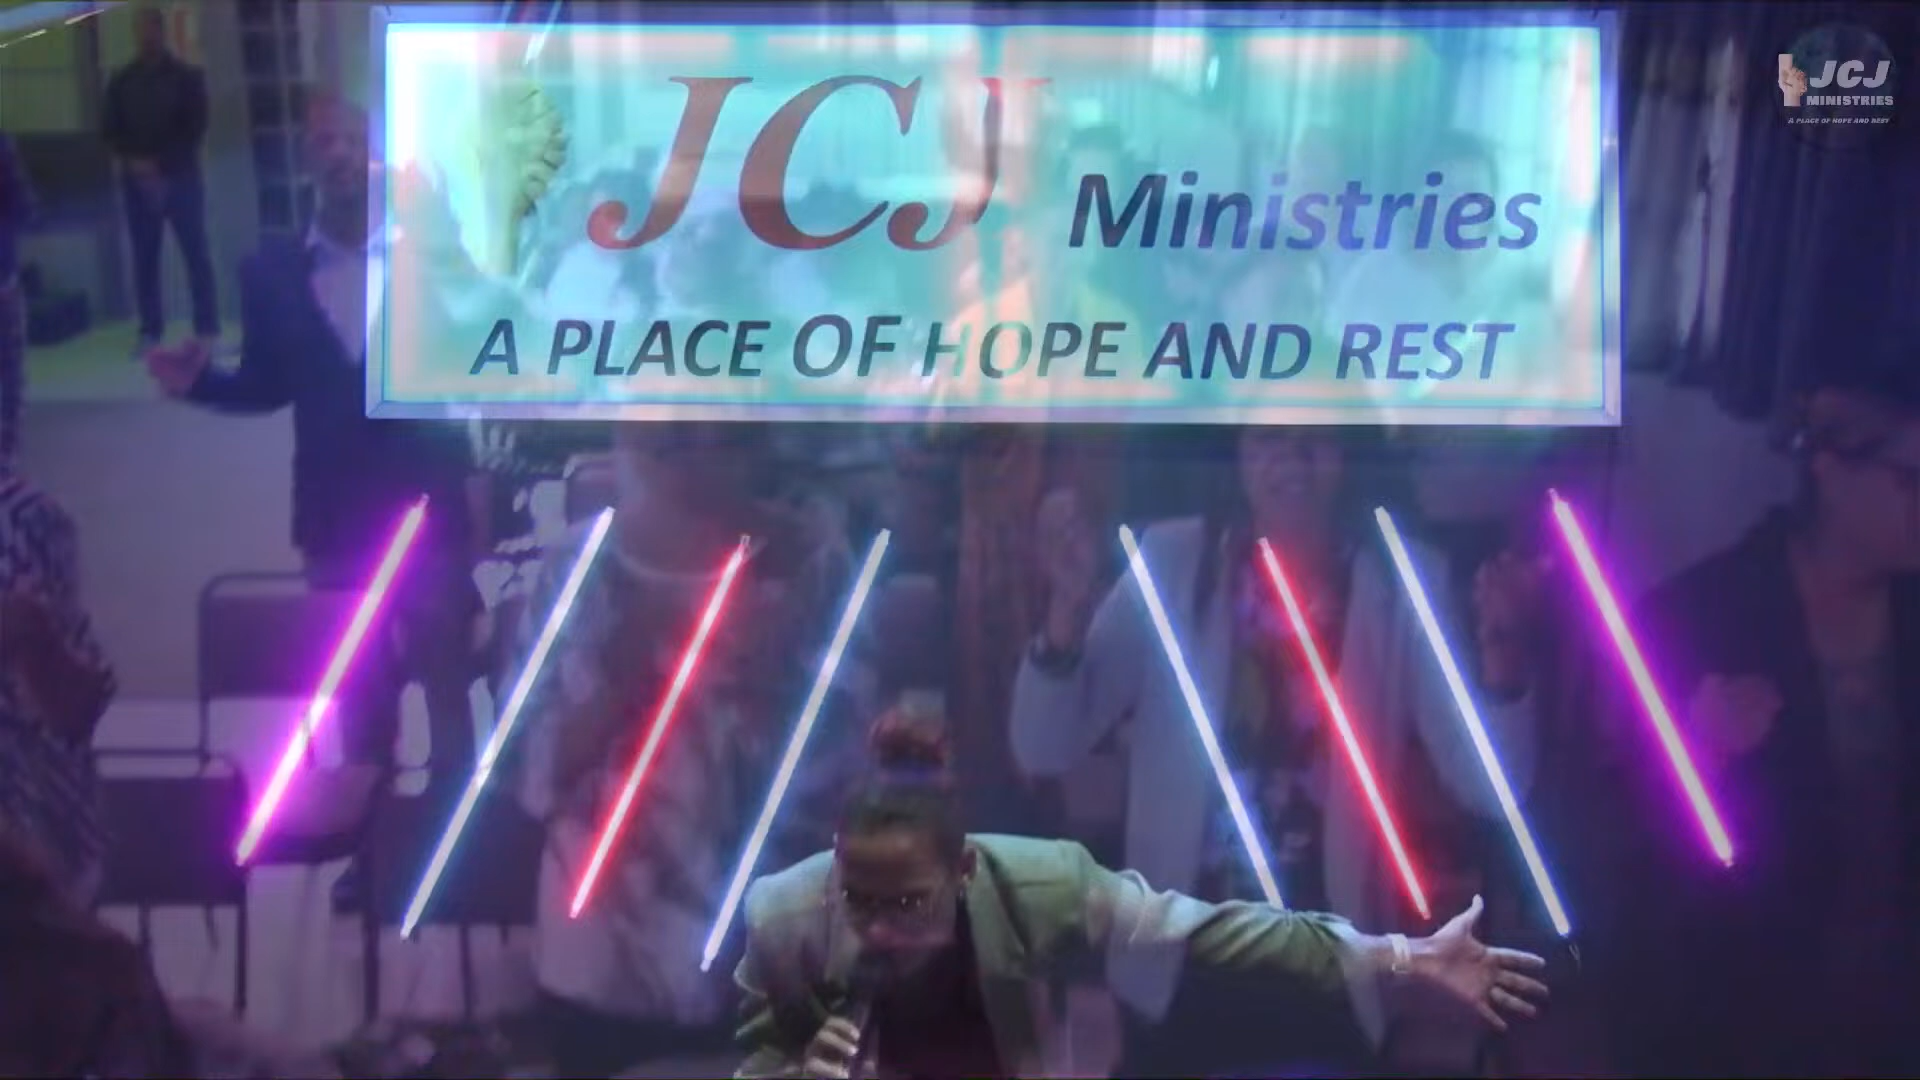 JCJ Ministries
A PLACE OF HOPE AND REST
JCJ
MINISTRIES
A PLACE OF HOPE AND REST